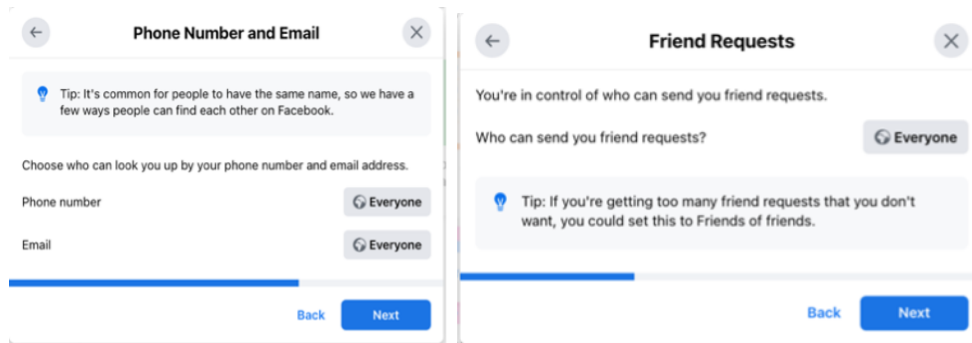 Phone Number and Email
Tip: It's common for people to have the same name, so we have a
few ways people can find each other on Facebook.
Choose who can look you up by your phone number and email address.
Phone number
Everyone
Email
Everyone
Back
Next
Friend Requests
You're in control of who can send you friend requests.
Who can send you friend requests?
Everyone
Tip: If you're getting too many friend requests that you don't
want, you could set this to Friends of friends.
Back
Next